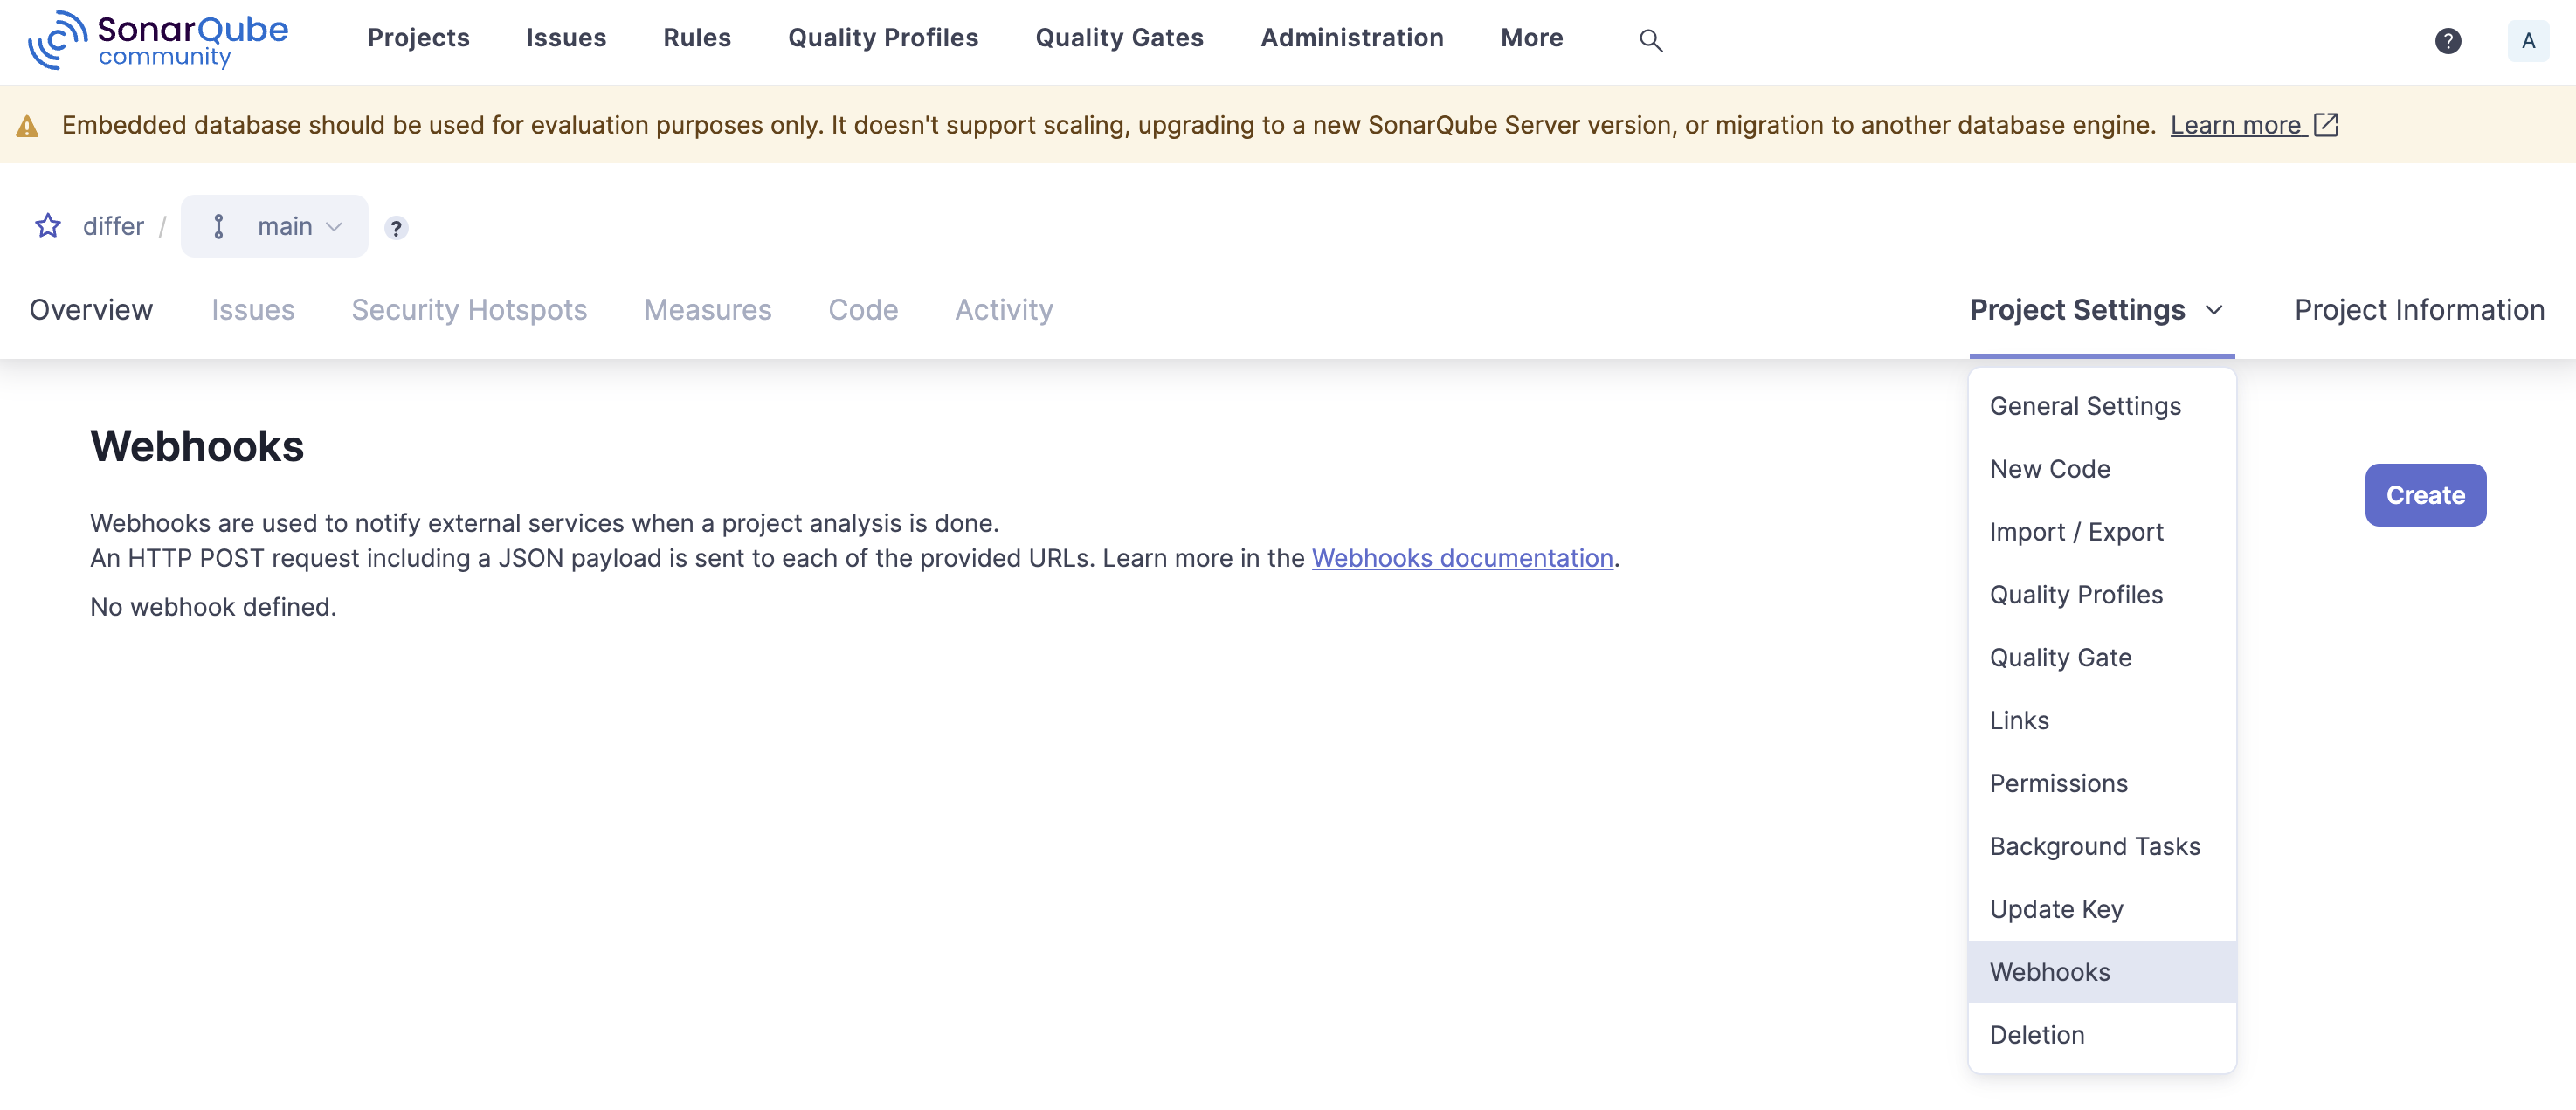 SonarQube community
Projects Issues Rules Quality Profiles Quality Gates Administration More ? A
Embedded database should be used for evaluation purposes only. It doesn't support scaling, upgrading to a new SonarQube Server version, or migration to another database engine. Learn more
differ / main ?
Overview Issues Security Hotspots Measures Code Activity Project Settings Project Information
Webhooks
Create
Webhooks are used to notify external services when a project analysis is done.
An HTTP POST request including a JSON payload is sent to each of the provided URLs. Learn more in the Webhooks documentation.
No webhook defined.
General Settings
New Code
Import / Export
Quality Profiles
Quality Gate
Links
Permissions
Background Tasks
Update Key
Webhooks
Deletion